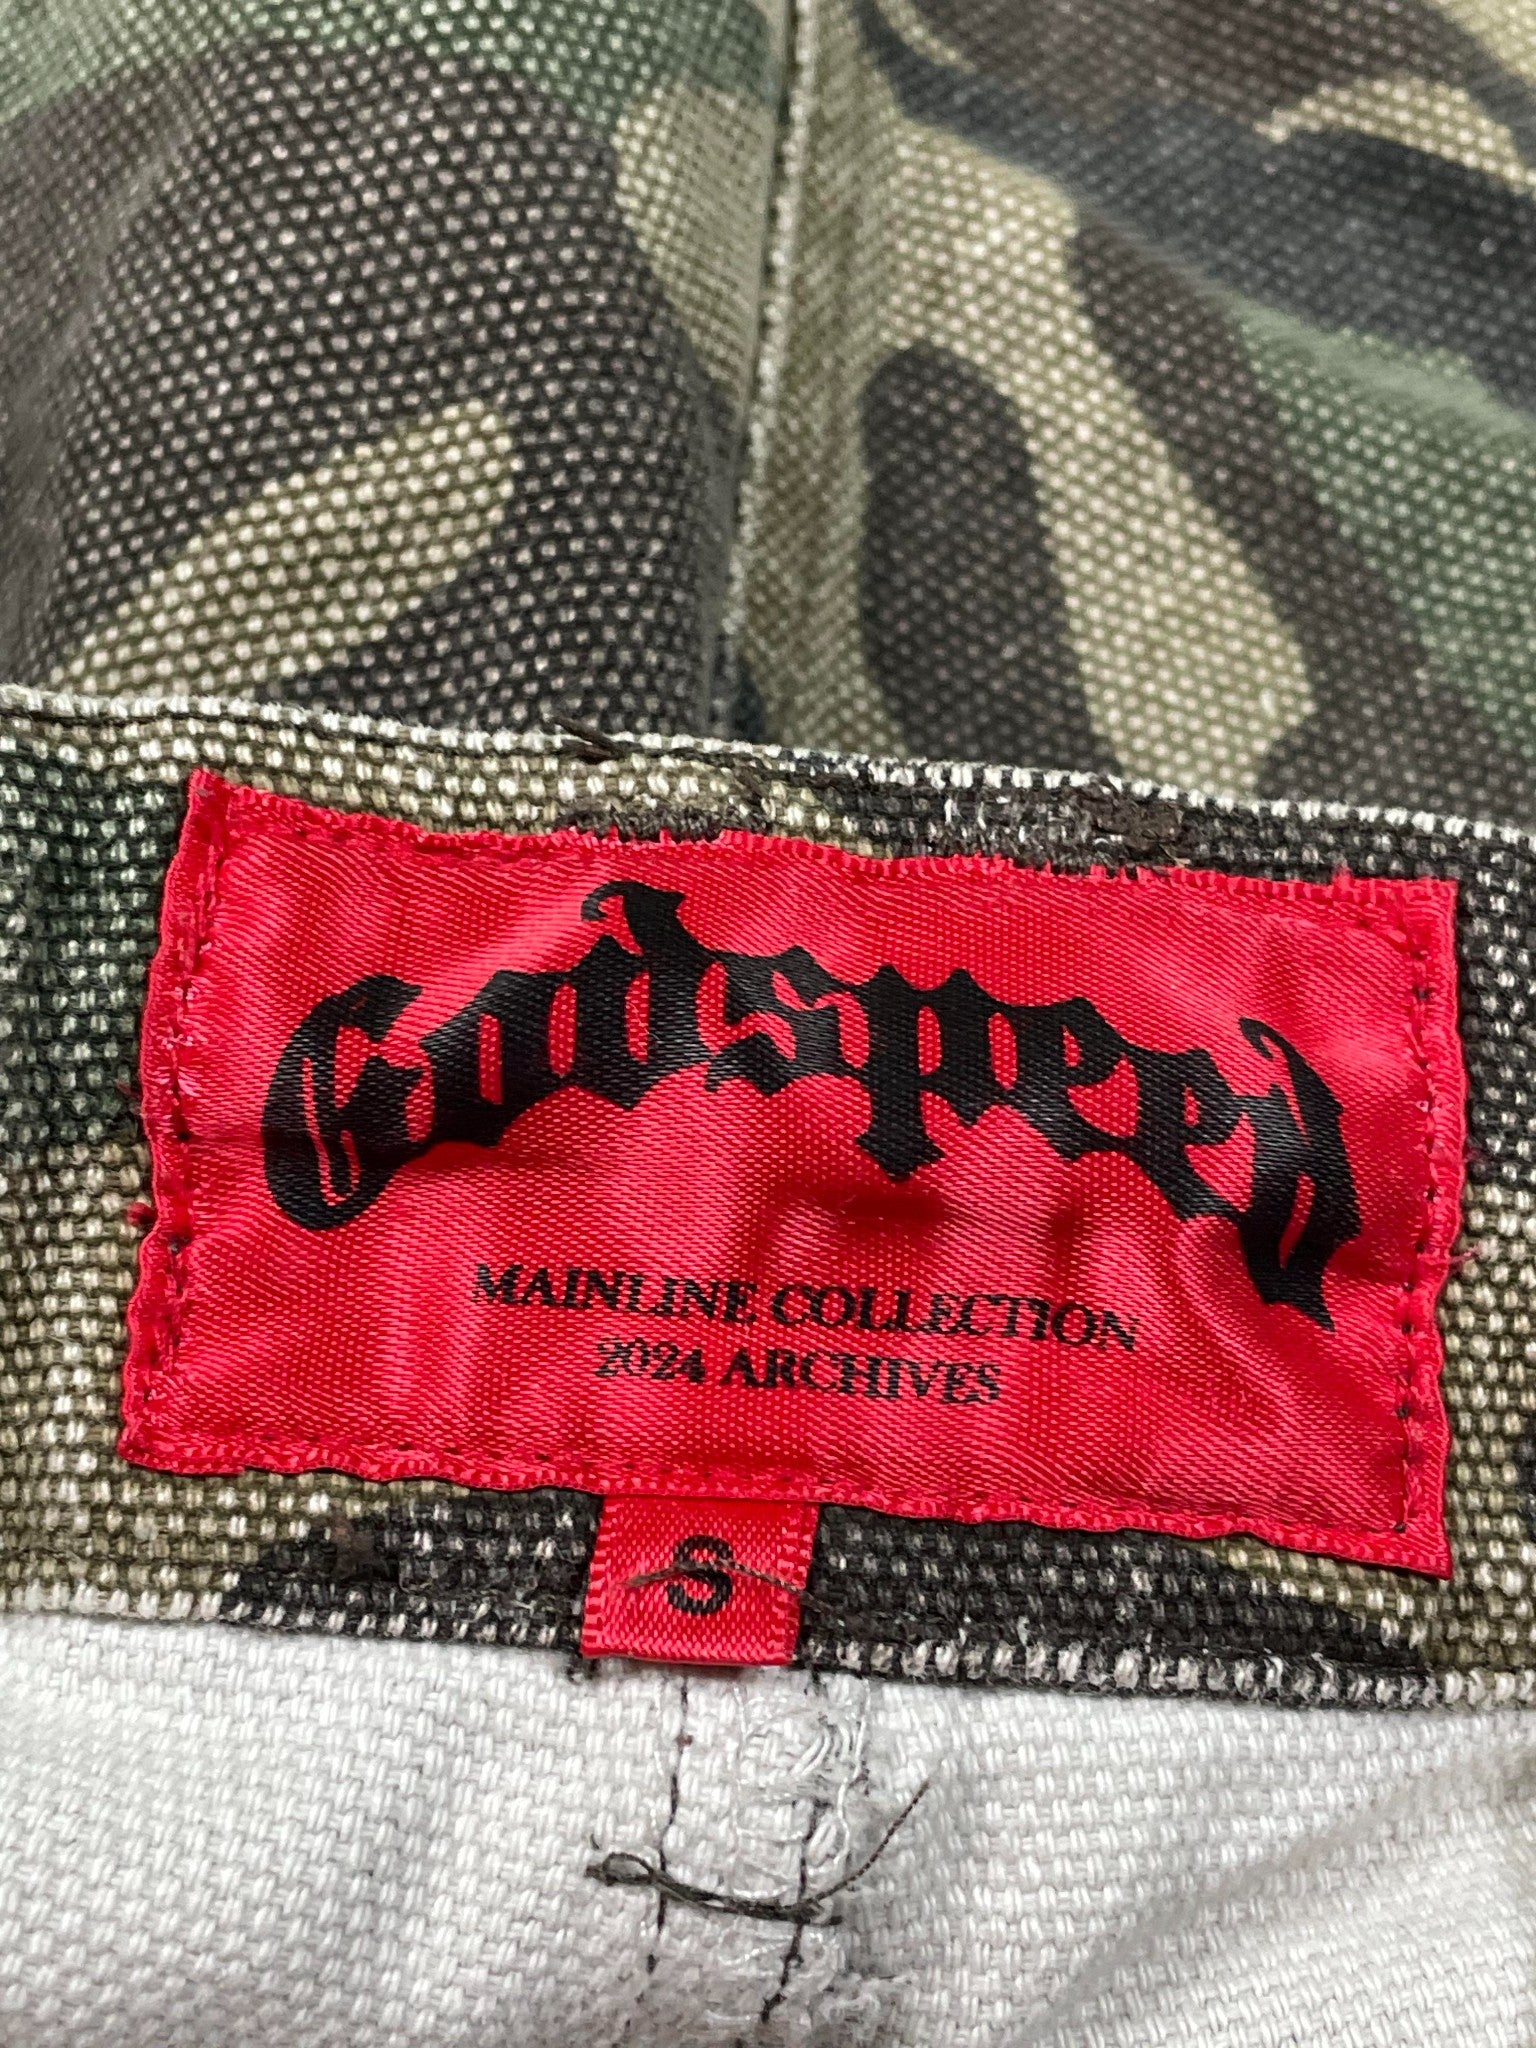 Godspeed
MAINLINE COLLECTION
2024 ARCHIVES
S